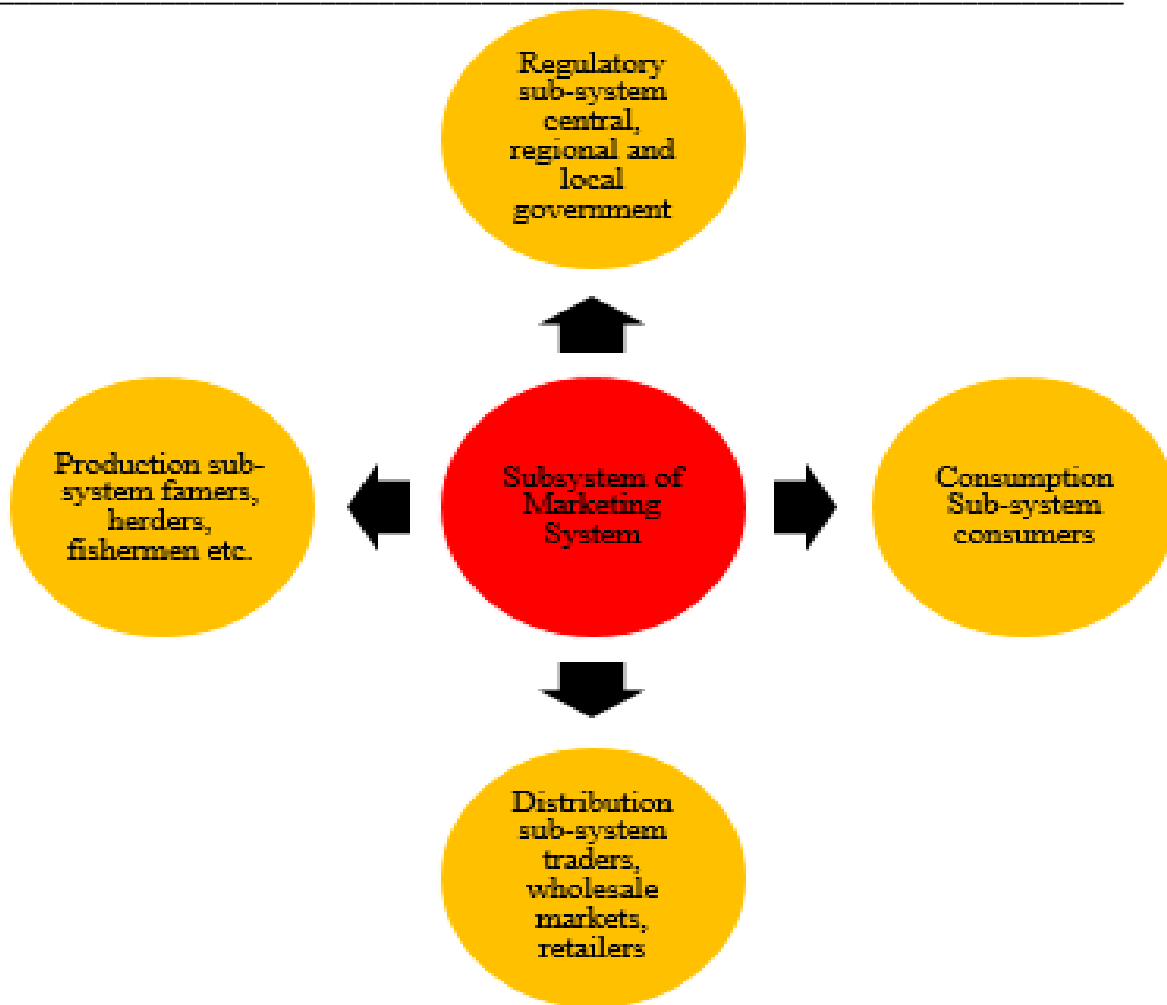 Regulatory
sub-system
central,
regional and
local
government
Production sub-
system famers,
herders,
fishermen etc.
Subsystem of
Marketing
System
Consumption
Sub-system
consumers
Distribution
sub-system
traders,
wholesale
markets,
retailers